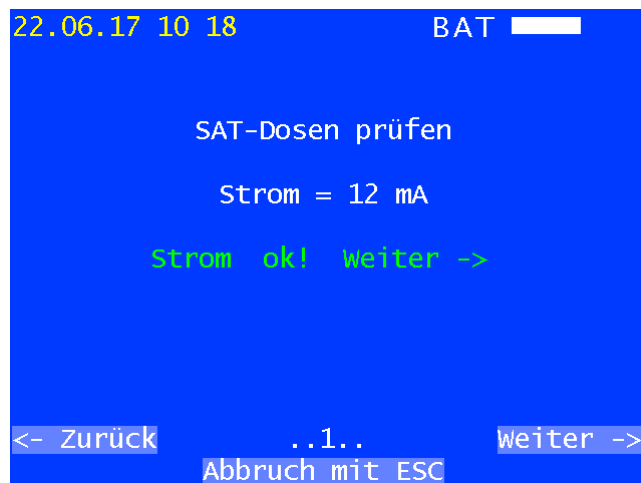 22.06.17 10 18 BAT
SAT-Dosen prüfen
Strom = 12 mA
Strom ok! Weiter ->
<- Zurück ..1.. Weiter ->
Abbruch mit ESC